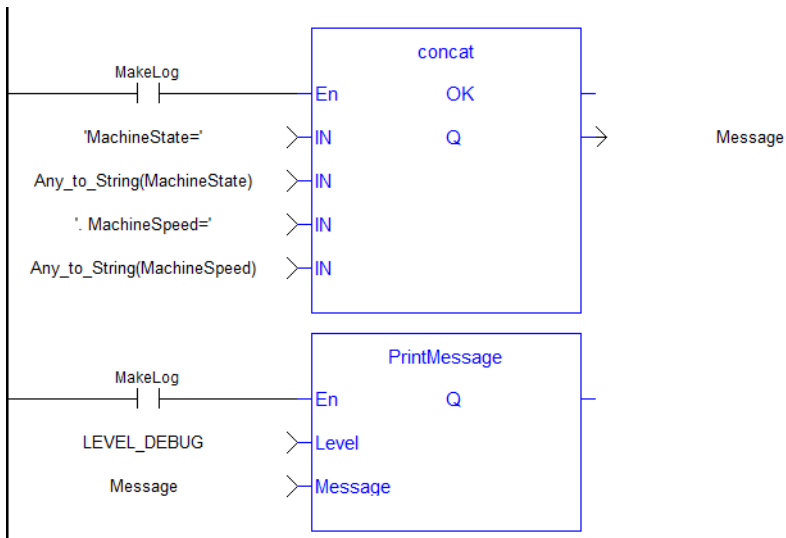 concat
MakeLog
En OK
'MachineState=' IN Q Message
Any_to_String(MachineState) IN
'. MachineSpeed=' IN
Any_to_String(MachineSpeed) IN
PrintMessage
MakeLog
En Q
LEVEL_DEBUG Level
Message Message